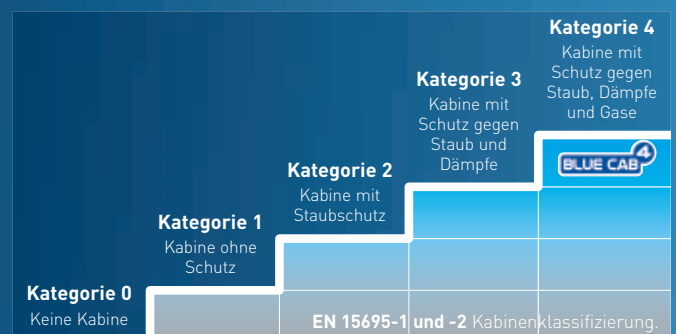 Kategorie 4
Kabine mit
Schutz gegen
Staub, Dämpfe
und Gase
Kategorie 3
Kabine mit
Schutz gegen
Staub und
Dämpfe
BLUE CAB 4
Kategorie 2
Kabine mit
Staubschutz
Kategorie 1
Kabine ohne
Schutz
Kategorie 0
Keine Kabine
EN 15695-1 und -2 Kabinenklassifizierung.